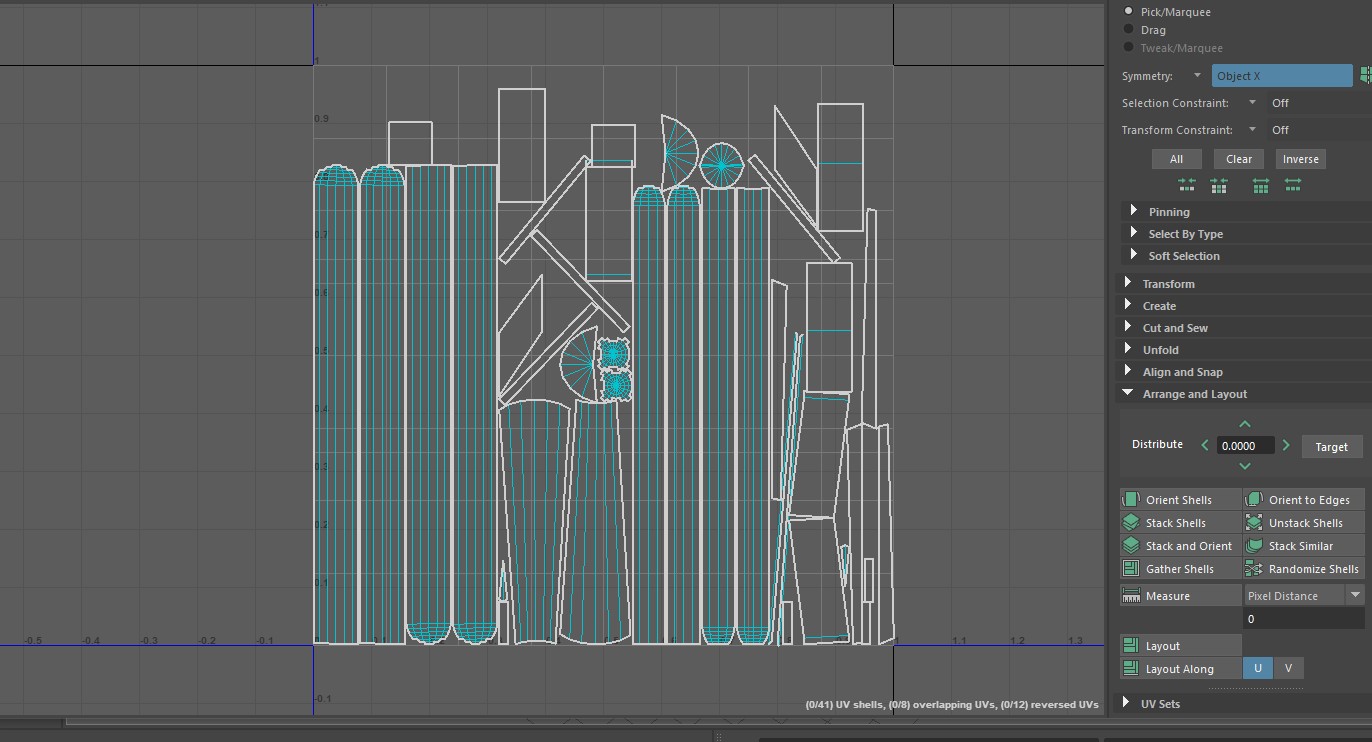 Pick/Marquee
Drag
Tweak/Marquee
Symmetry: Object X
Selection Constraint: Off
Transform Constraint: Off
All Clear Inverse
Pinning
Select By Type
Soft Selection
Transform
Create
Cut and Sew
Unfold
Align and Snap
Arrange and Layout
Distribute 0.0000 Target
Orient Shells Orient to Edges
Stack Shells Unstack Shells
Stack and Orient Stack Similar
Gather Shells Randomize Shells
Measure Pixel Distance
0
Layout
Layout Along U V
UV Sets
1
0.9
0.7
0.6
0.5
0.4
0.3
0.2
0.1
-0.5 -0.4 -0.3 -0.2 -0.1 1 1.1 1.2 1.3
-0.1
(0/41) UV shells, (0/8) overlapping UVs, (0/12) reversed UVs